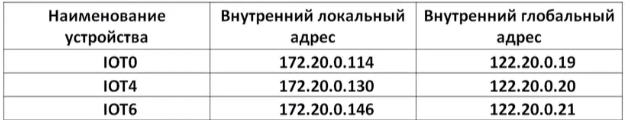 Наименование устройства
Внутренний локальный адрес
Внутренний глобальный адрес
IOT0 172.20.0.114 122.20.0.19
IOT4 172.20.0.130 122.20.0.20
IOT6 172.20.0.146 122.20.0.21